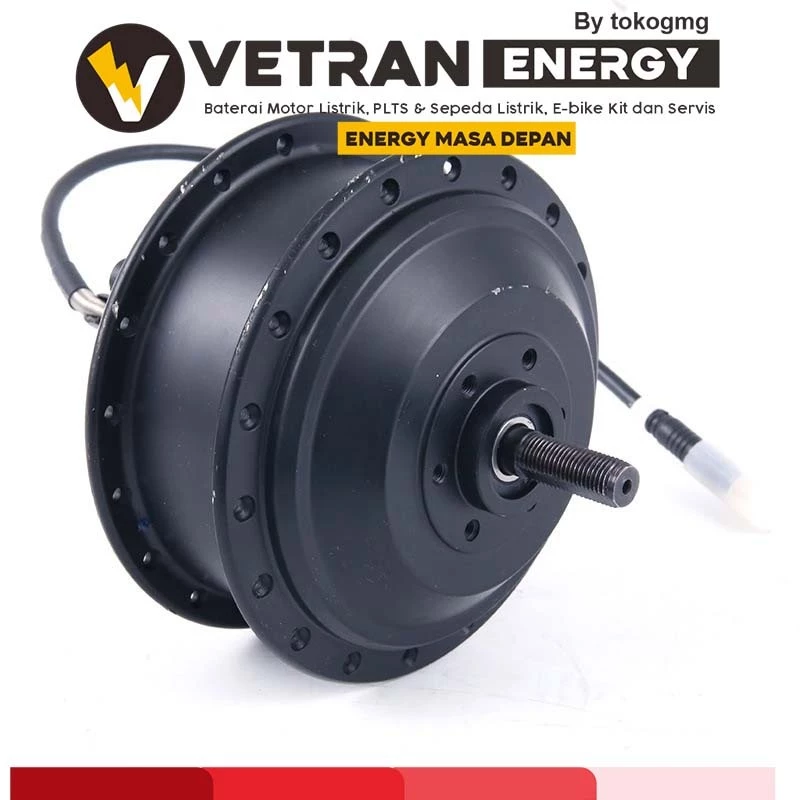 By tokogmg
VETRAN ENERGY
Baterai Motor Listrik, PLTS & Sepeda Listrik, E-bike Kit dan Servis
ENERGY MASA DEPAN